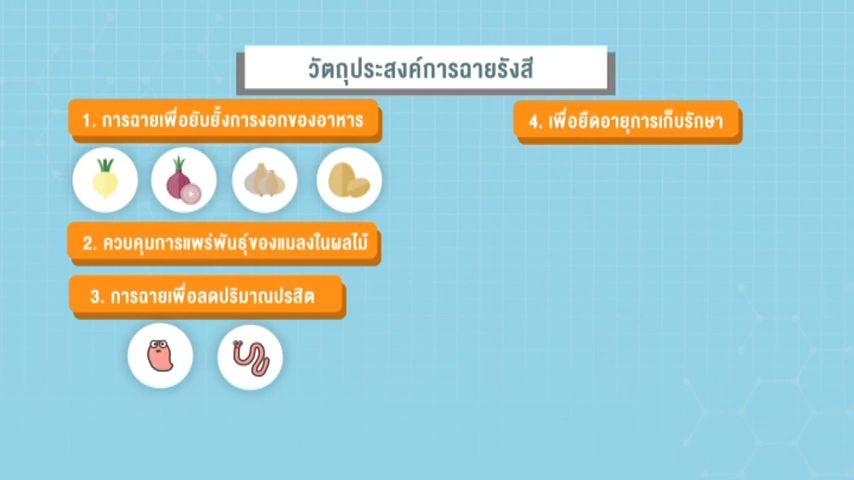 วัตถุประสงค์การฉายรังสี
1. การฉายเพื่อยับยั้งการงอกของอาหาร
2. ควบคุมการแพร่พันธุ์ของแมลงในผลไม้
3. การฉายเพื่อลดปริมาณปรสิต
4. เพื่อยืดอายุการเก็บรักษา